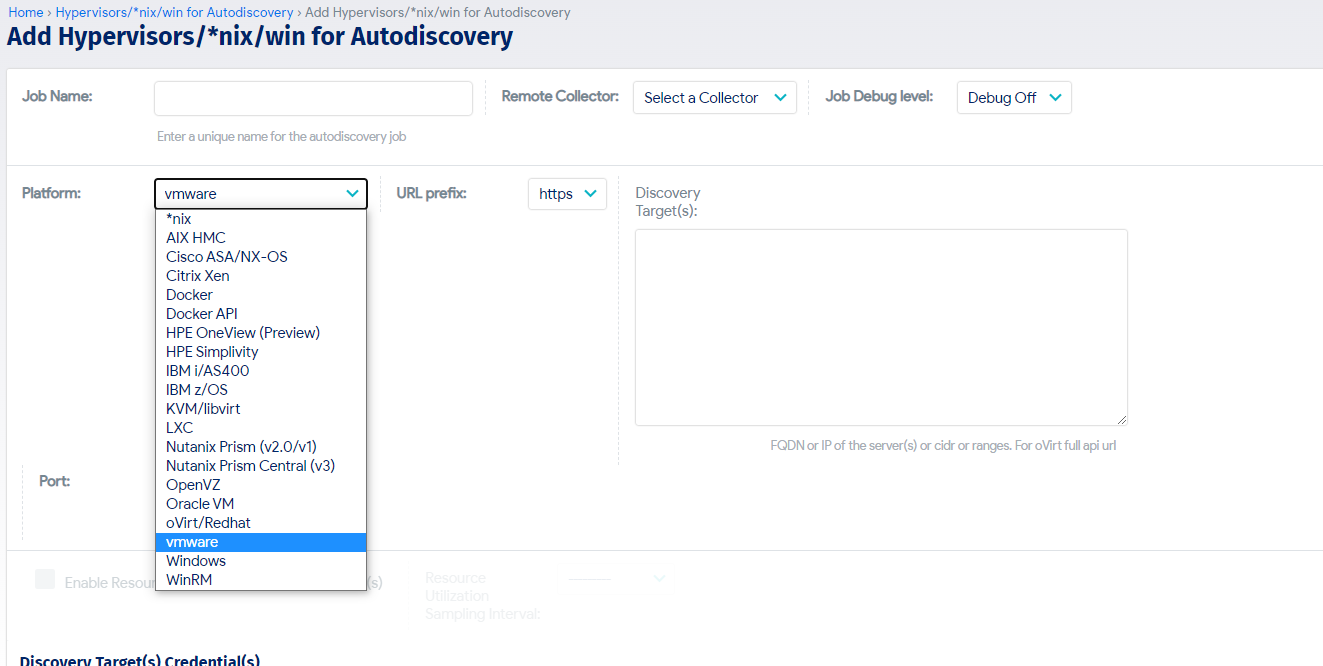 Home › Hypervisors/*nix/win for Autodiscovery › Add Hypervisors/*nix/win for Autodiscovery
Add Hypervisors/*nix/win for Autodiscovery
Job Name:
Remote Collector:
Select a Collector
Job Debug level:
Debug Off
Enter a unique name for the autodiscovery job
Platform:
vmware
URL prefix:
https
Discovery
Target(s):
*nix
AIX HMC
Cisco ASA/NX-OS
Citrix Xen
Docker
Docker API
HPE OneView (Preview)
HPE Simplivity
IBM i/AS400
IBM z/OS
KVM/libvirt
LXC
Nutanix Prism (v2.0/v1)
Nutanix Prism Central (v3)
OpenVZ
Oracle VM
oVirt/Redhat
vmware
Windows
WinRM
FQDN or IP of the server(s) or cidr or ranges. For oVirt full api url
Port:
Enable Resour
(s)
Resource
Utilization
Sampling Interval:
Discovery Target(s) Credential(s)